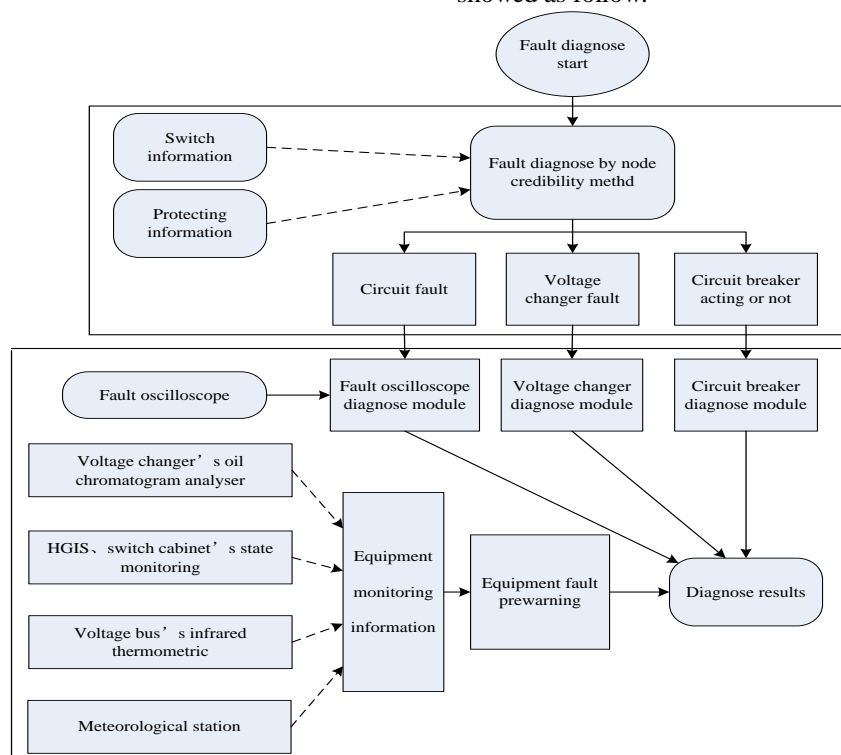 showed as follow:
Fault diagnose
start
Switch
information
Fault diagnose by node
credibility methd
Protecting
information
Circuit fault
Voltage
changer fault
Circuit breaker
acting or not
Fault oscilloscope
Fault oscilloscope
diagnose module
Voltage changer
diagnose module
Circuit breaker
diagnose module
Voltage changer’s oil
chromatogram analyser
HGIS、switch cabinet’s state
monitoring
Voltage bus’s infrared
thermometric
Meteorological station
Equipment
monitoring
information
Equipment fault
prewarning
Diagnose results